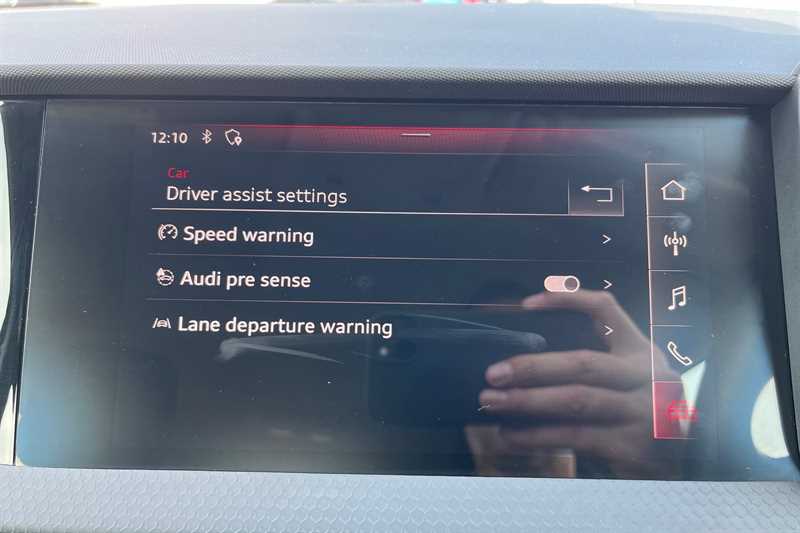 12:10
Car
Driver assist settings
Speed warning
Audi pre sense
Lane departure warning